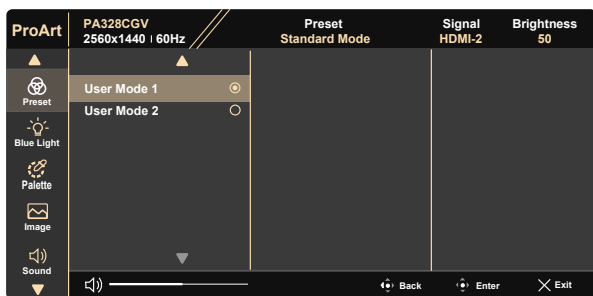 ProArt
PA328CGV
2560x1440 | 60Hz
Preset
Standard Mode
Signal
HDMI-2
Brightness
50
Preset
Blue Light
Palette
Image
Sound
User Mode 1
User Mode 2
Back
Enter
Exit